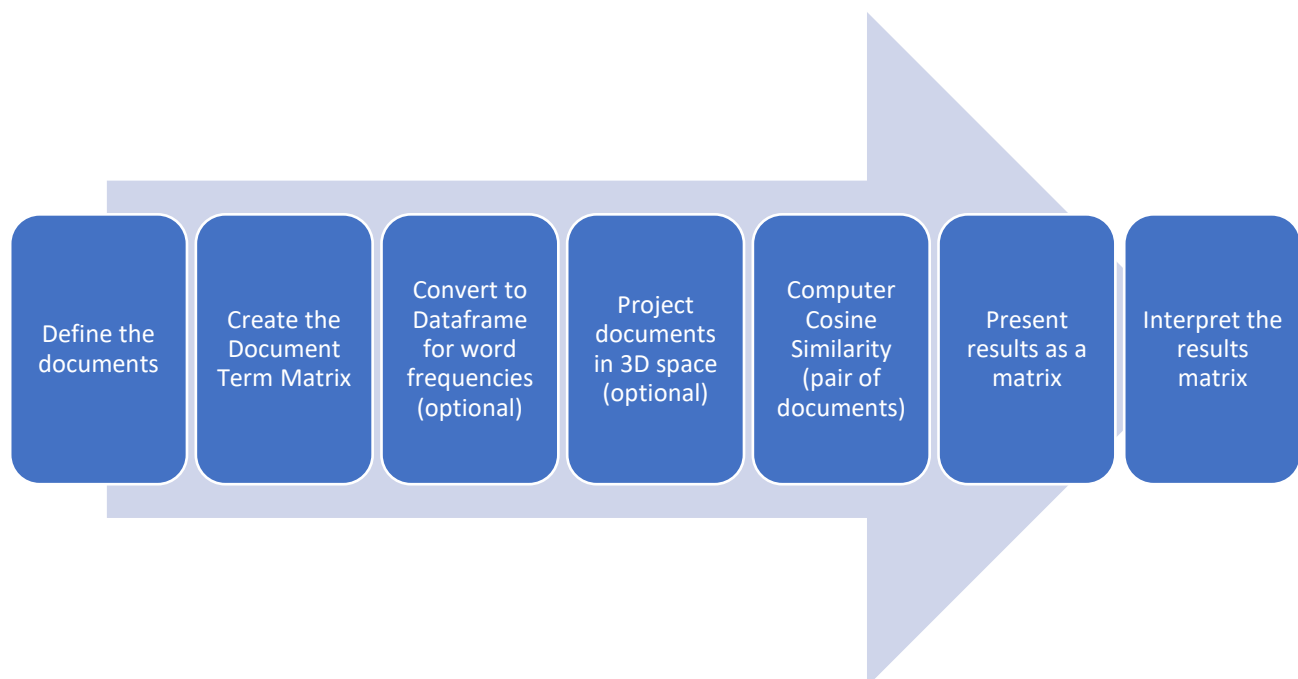 Define the
documents
Create the
Document
Term Matrix
Convert to
Dataframe
for word
frequencies
(optional)
Project
documents
in 3D space
(optional)
Computer
Cosine
Similarity
(pair of
documents)
Present
results as a
matrix
Interpret the
results
matrix